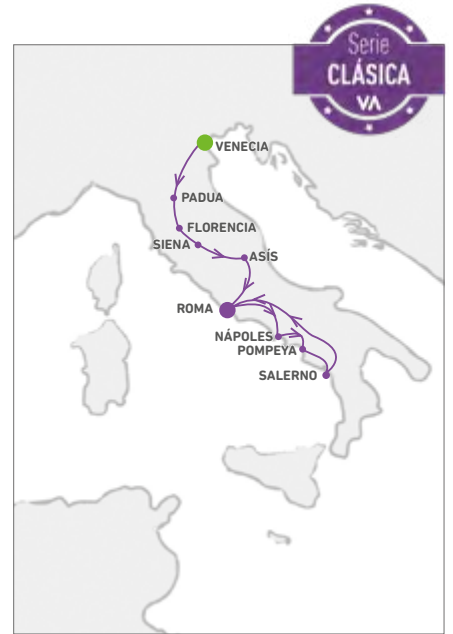 Serie
CLÁSICA
VA
VENECIA
PADUA
FLORENCIA
SIENA
ASÍS
ROMA
NÁPOLES
POMPEYA
SALERNO